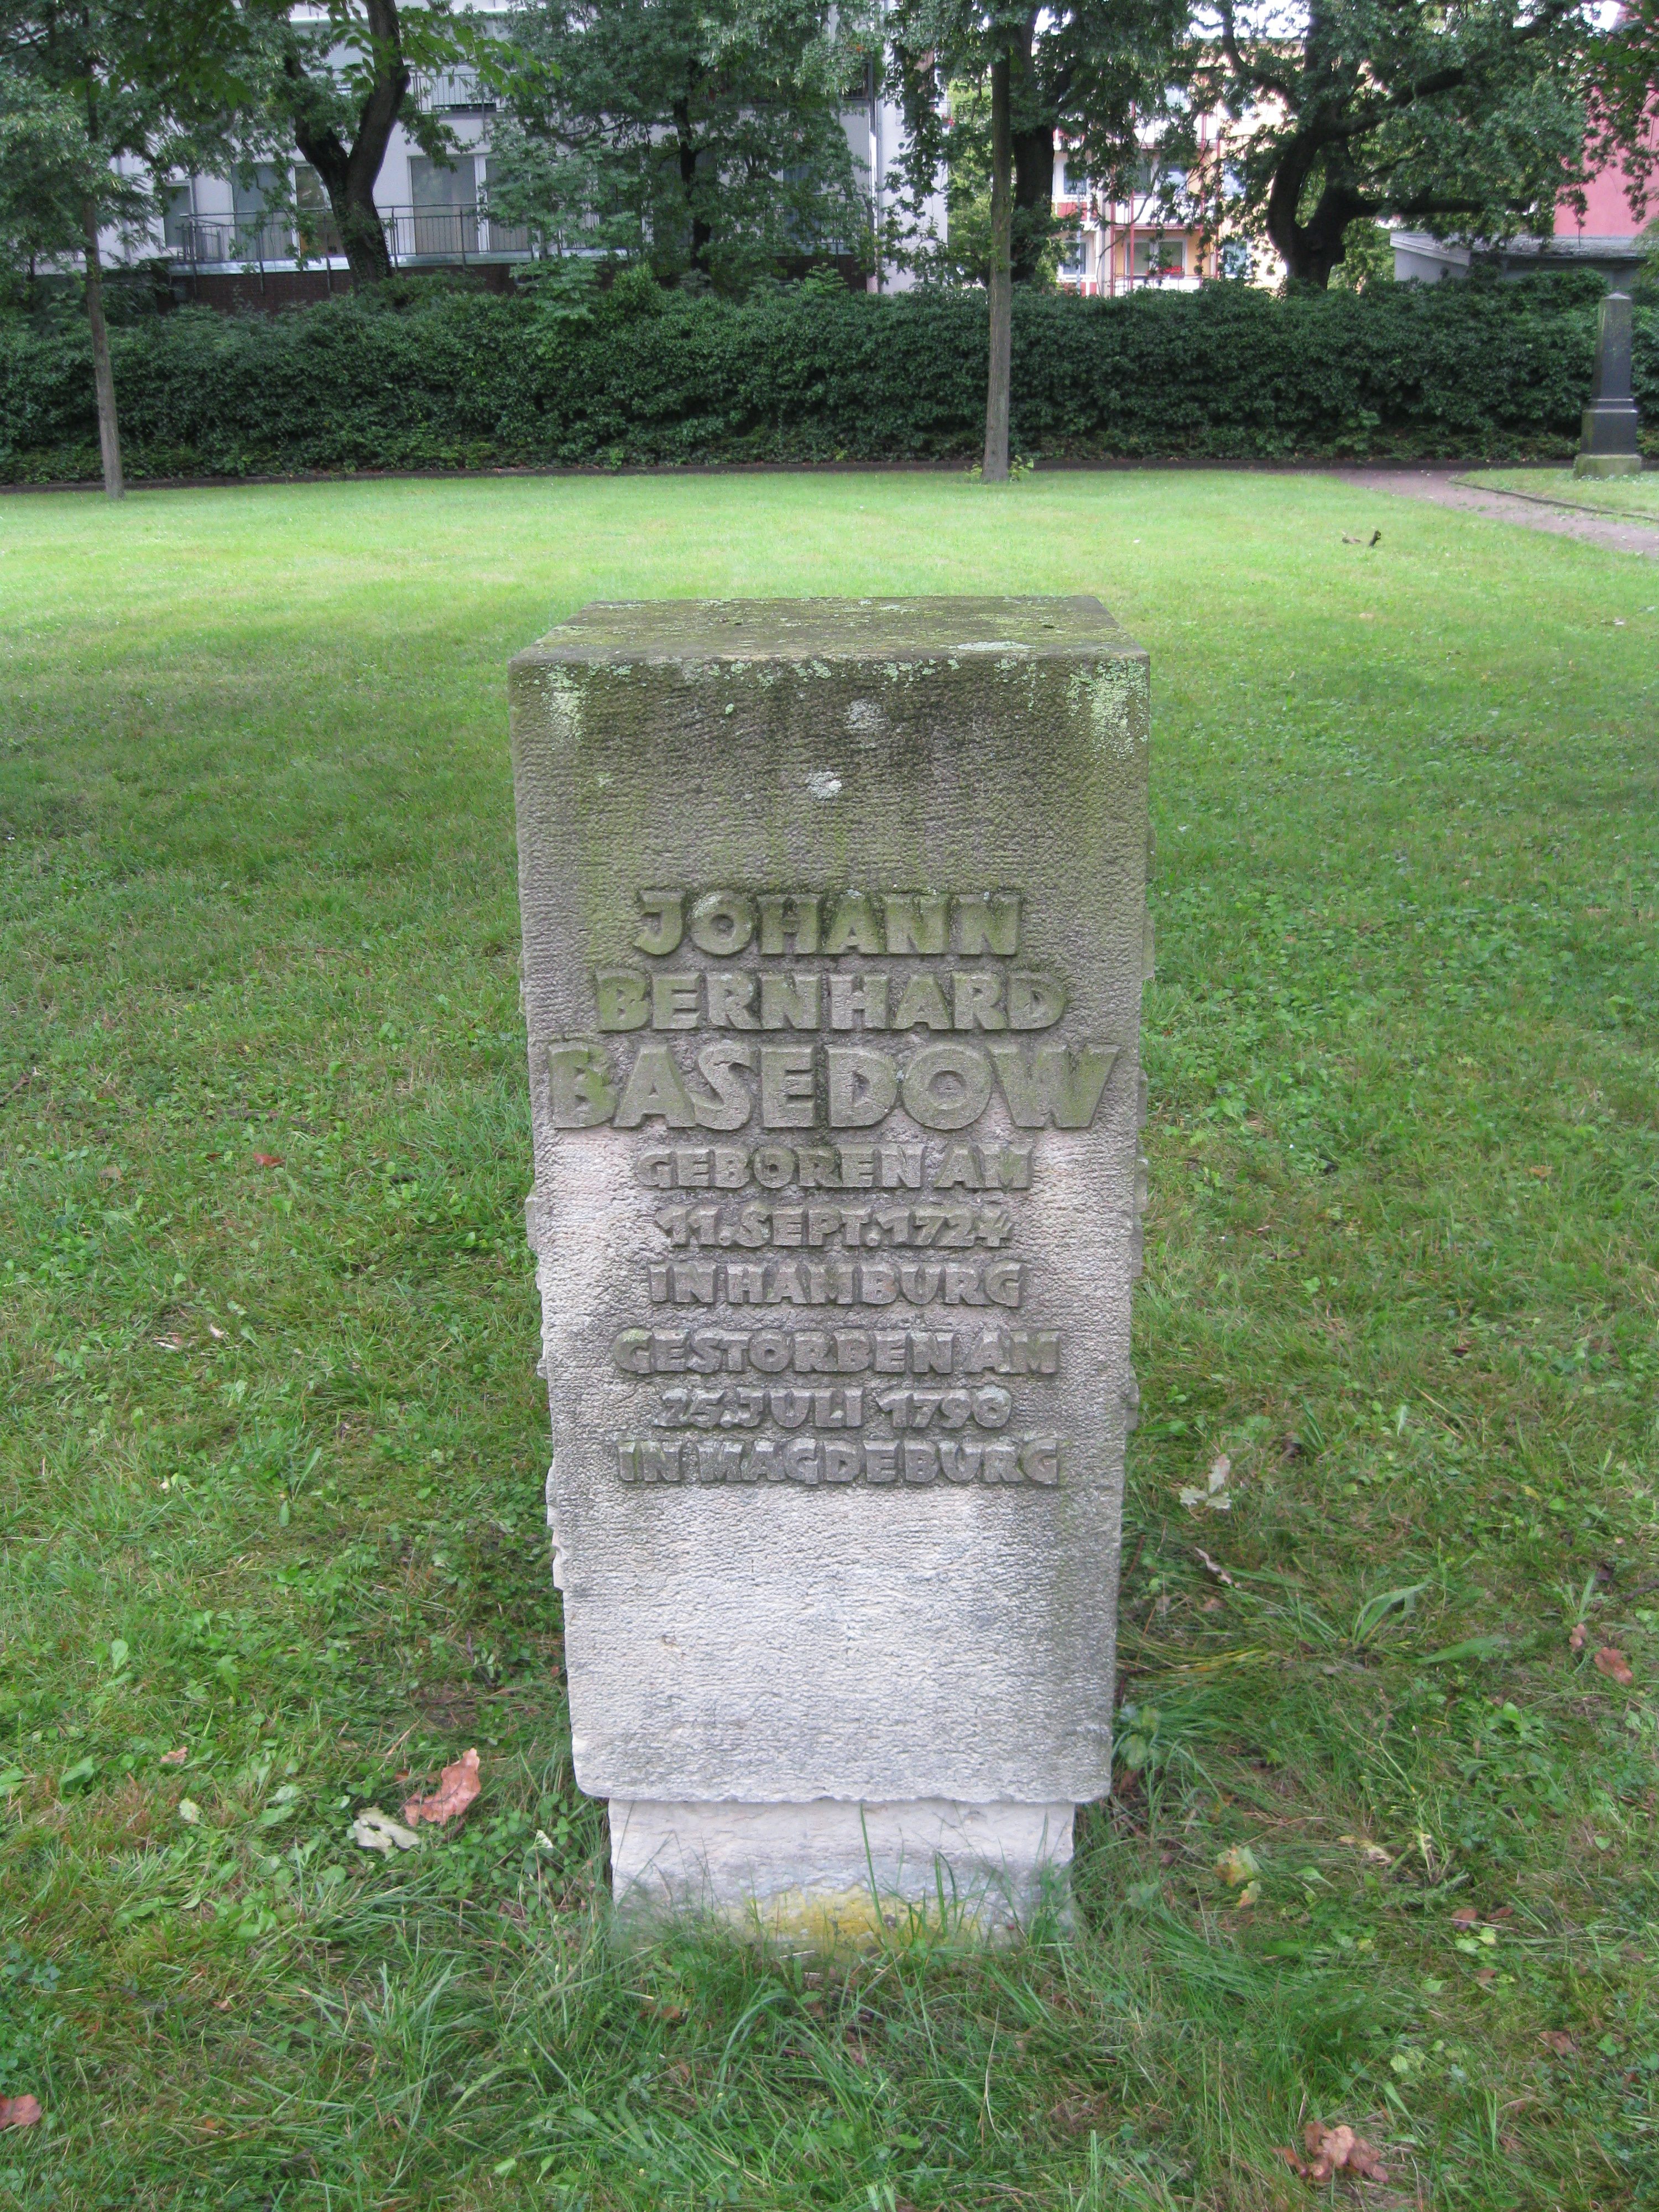 JOHANN
BERNHARD
BASEDOW
GEBOREN AM
11. SEPT. 1724
IN HAMBURG
GESTORBEN AM
25. JULI 1790
IN MAGDEBURG